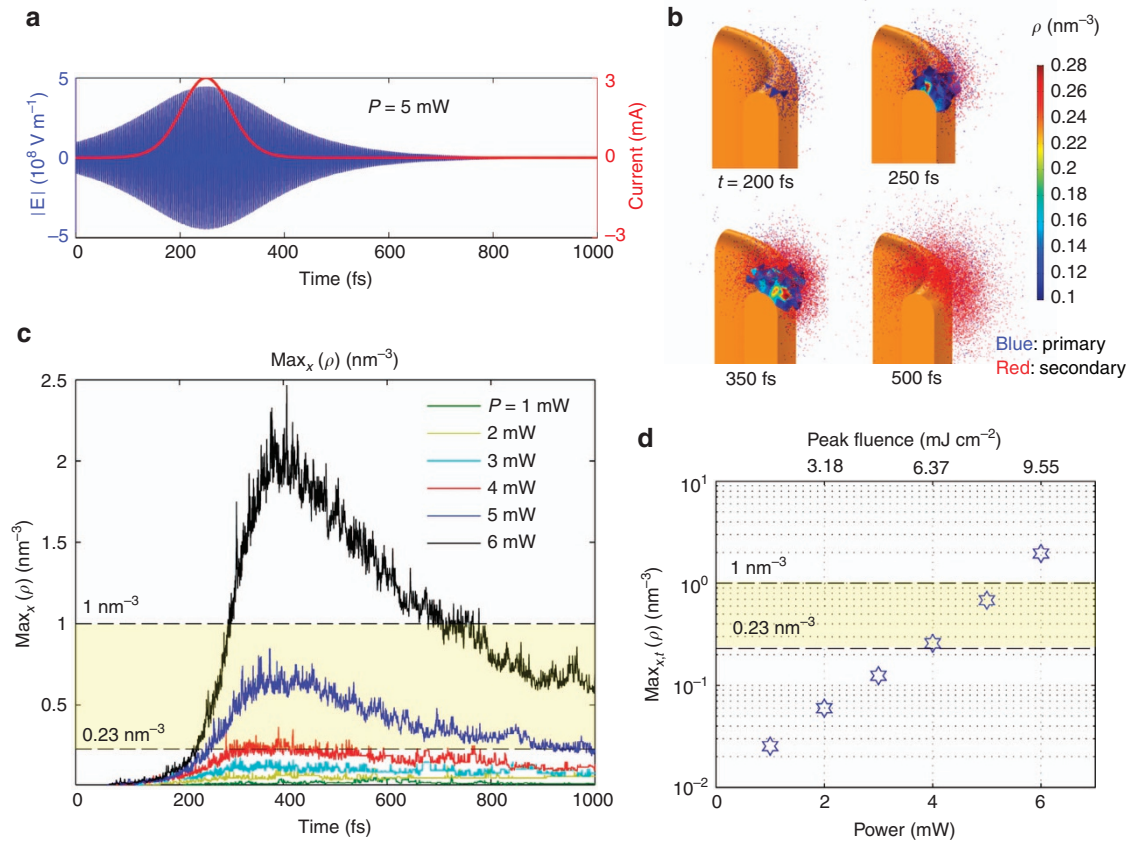 a
5
0
−5
|E| (10⁸ V m⁻¹)
P = 5 mW
3
0
−3
Current (mA)
0 200 400 600 800 1000
Time (fs)
b
ρ (nm⁻³)
0.28
0.26
0.24
0.22
0.2
0.18
0.16
0.14
0.12
0.1
t = 200 fs
250 fs
350 fs
500 fs
Blue: primary
Red: secondary
c
Maxₓ (ρ) (nm⁻³)
2.5
2
1.5
1
0.5
Maxₓ (ρ) (nm⁻³)
P = 1 mW
2 mW
3 mW
4 mW
5 mW
6 mW
1 nm⁻³
0.23 nm⁻³
0 200 400 600 800 1000
Time (fs)
d
Peak fluence (mJ cm⁻²)
3.18 6.37 9.55
10¹
10⁰
10⁻¹
10⁻²
Maxₓ,ₜ (ρ) (nm⁻³)
1 nm⁻³
0.23 nm⁻³
0 2 4 6
Power (mW)